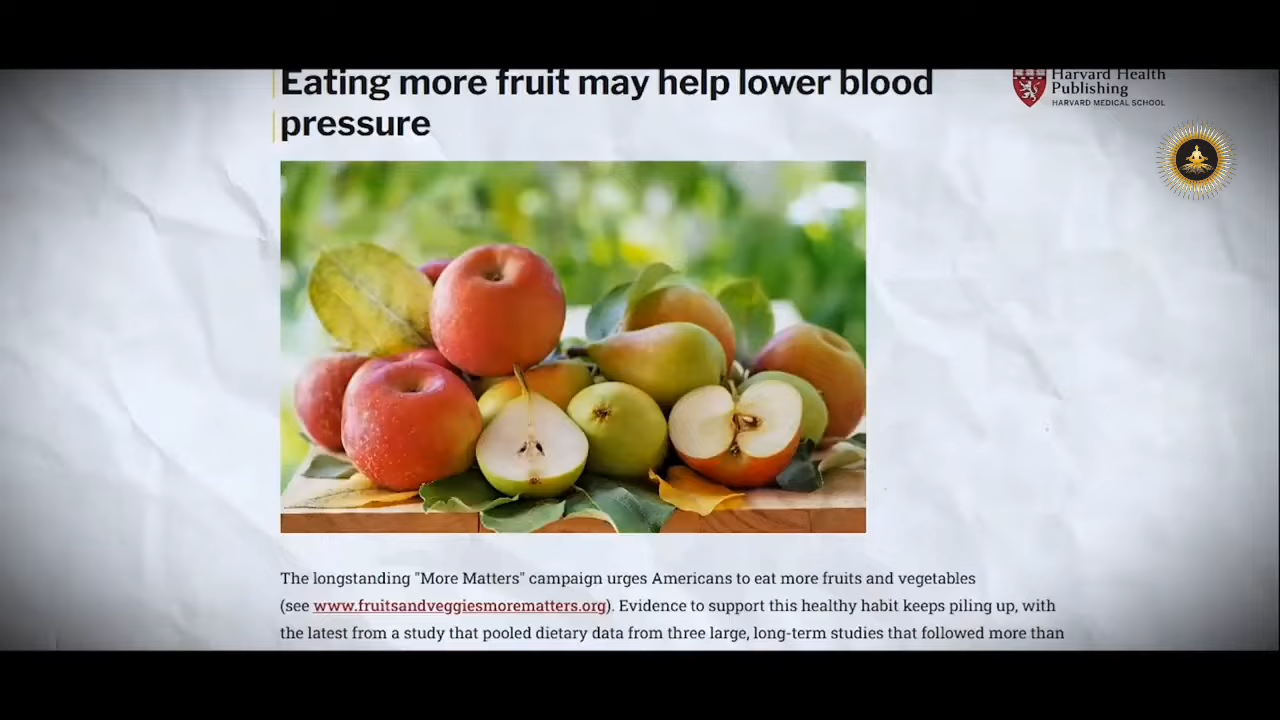 Eating more fruit may help lower blood
pressure
Harvard Health
Publishing
HARVARD MEDICAL SCHOOL
The longstanding "More Matters" campaign urges Americans to eat more fruits and vegetables
(see www.fruitsandveggiesmorematters.org). Evidence to support this healthy habit keeps piling up, with
the latest from a study that pooled dietary data from three large, long-term studies that followed more than